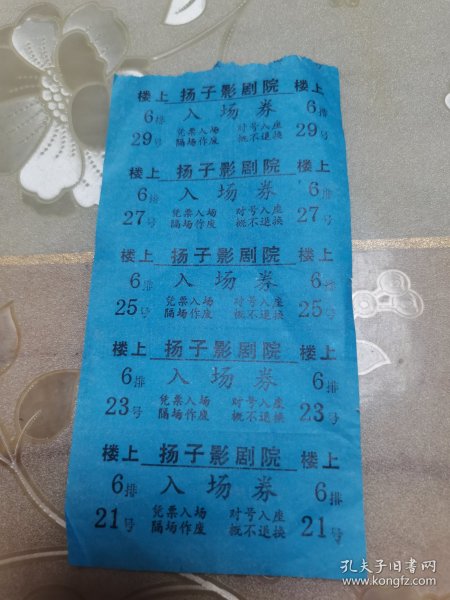 楼上 扬子影剧院 楼上
6排 入场券 6排
29号 凭票入场 对号入座 29号
隔场作废 概不退换
楼上 扬子影剧院 楼上
6排 入场券 6排
27号 凭票入场 对号入座 27号
隔场作废 概不退换
楼上 扬子影剧院 楼上
6排 入场券 6排
25号 凭票入场 对号入座 25号
隔场作废 概不退换
楼上 扬子影剧院 楼上
6排 入场券 6排
23号 凭票入场 对号入座 23号
隔场作废 概不退换
楼上 扬子影剧院 楼上
6排 入场券 6排
21号 凭票入场 对号入座 21号
隔场作废 概不退换
孔夫子旧书网
www.kongfz.com